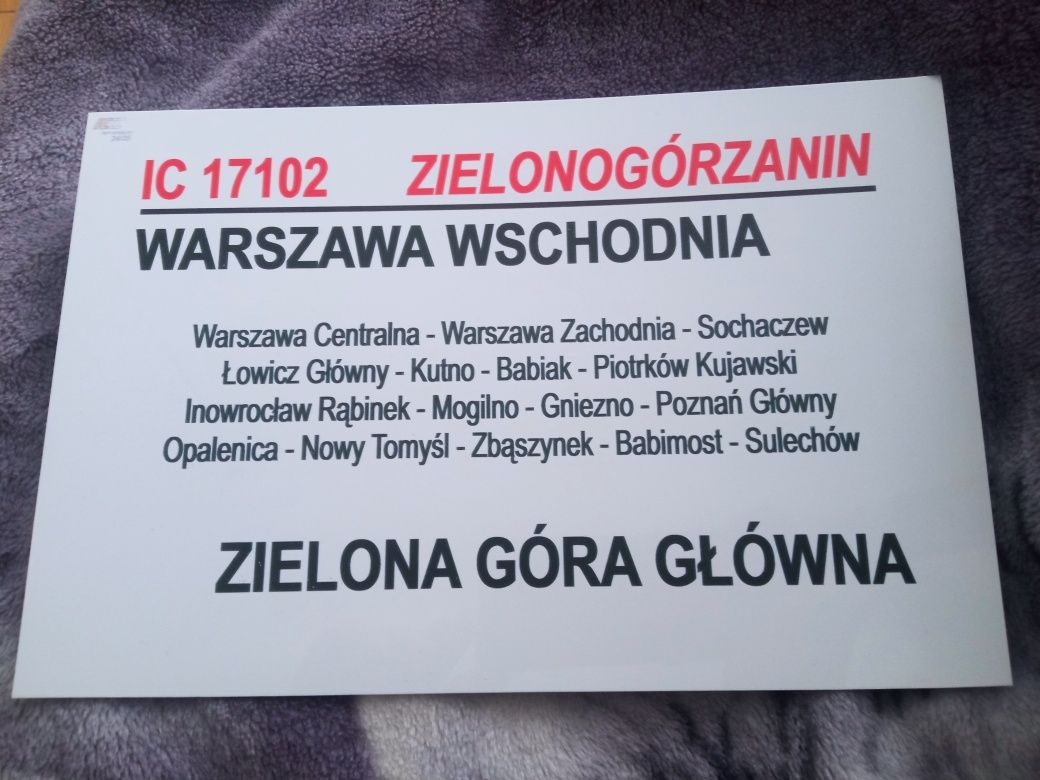 IC 17102 ZIELONOGÓRZANIN
WARSZAWA WSCHODNIA
Warszawa Centralna - Warszawa Zachodnia - Sochaczew
Łowicz Główny - Kutno - Babiak - Piotrków Kujawski
Inowrocław Rąbinek - Mogilno - Gniezno - Poznań Główny
Opalenica - Nowy Tomyśl - Zbąszynek - Babimost - Sulechów
ZIELONA GÓRA GŁÓWNA